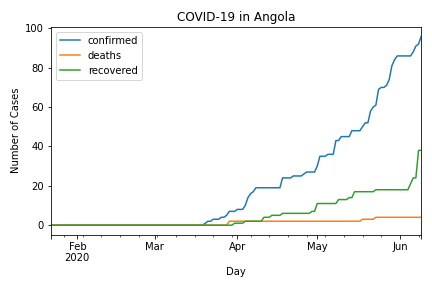 COVID-19 in Angola
confirmed
deaths
recovered
Number of Cases
100
80
60
40
20
0
Feb
2020
Mar
Apr
May
Jun
Day